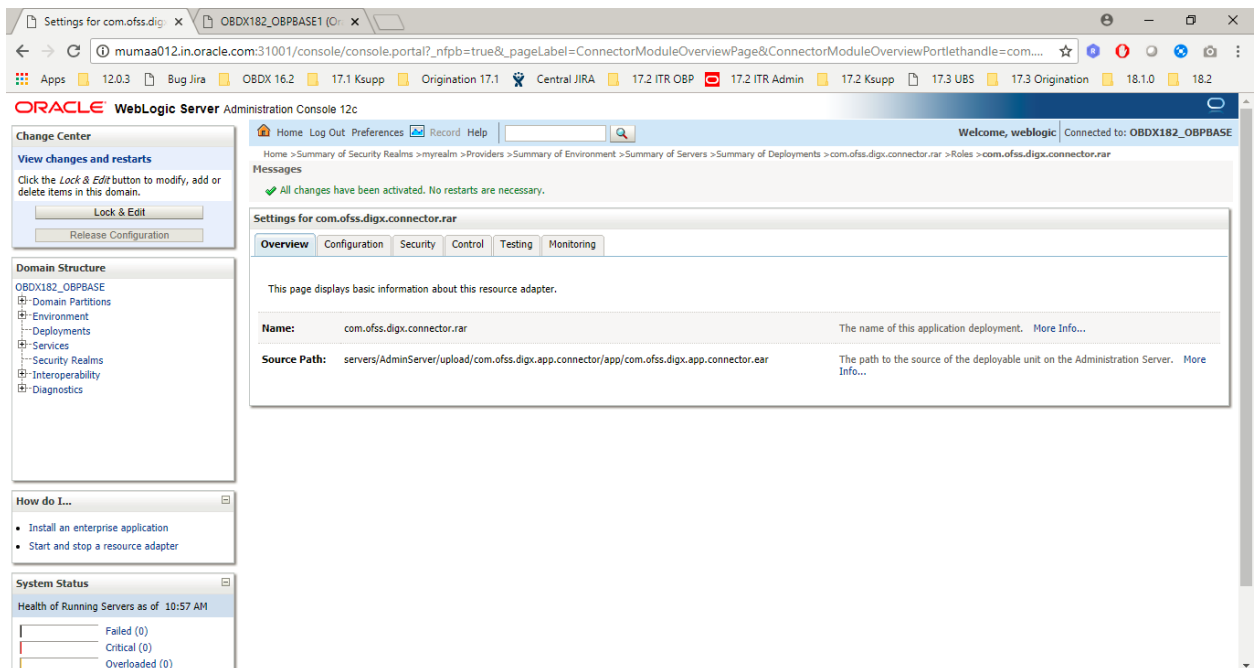 Settings for com.ofss.dig
OBDX182_OBPBASE1 (Or
mumaa012.in.oracle.com:31001/console/console.portal?_nfpb=true&_pageLabel=ConnectorModuleOverviewPage&ConnectorModuleOverviewPortlethandle=com....
Apps 12.0.3 Bug Jira OBDX 16.2 17.1 Ksupp Origination 17.1 Central JIRA 17.2 ITR OBP 17.2 ITR Admin 17.2 Ksupp 17.3 UBS 17.3 Origination 18.1.0 18.2
ORACLE WebLogic Server Administration Console 12c
Change Center
View changes and restarts
Click the Lock & Edit button to modify, add or
delete items in this domain.
Lock & Edit
Release Configuration
Domain Structure
OBDX182_OBPBASE
Domain Partitions
Environment
Deployments
Services
Security Realms
Interoperability
Diagnostics
How do I...
Install an enterprise application
Start and stop a resource adapter
System Status
Health of Running Servers as of 10:57 AM
Failed (0)
Critical (0)
Overloaded (0)
Home Log Out Preferences Record Help
Welcome, weblogic Connected to: OBDX182_OBPBASE
Home >Summary of Security Realms >myrealm >Providers >Summary of Environment >Summary of Servers >Summary of Deployments >com.ofss.digx.connector.rar >Roles >com.ofss.digx.connector.rar
Messages
All changes have been activated. No restarts are necessary.
Settings for com.ofss.digx.connector.rar
Overview Configuration Security Control Testing Monitoring
This page displays basic information about this resource adapter.
Name: com.ofss.digx.connector.rar The name of this application deployment. More Info...
Source Path: servers/AdminServer/upload/com.ofss.digx.app.connector/app/com.ofss.digx.app.connector.ear The path to the source of the deployable unit on the Administration Server. More
Info...